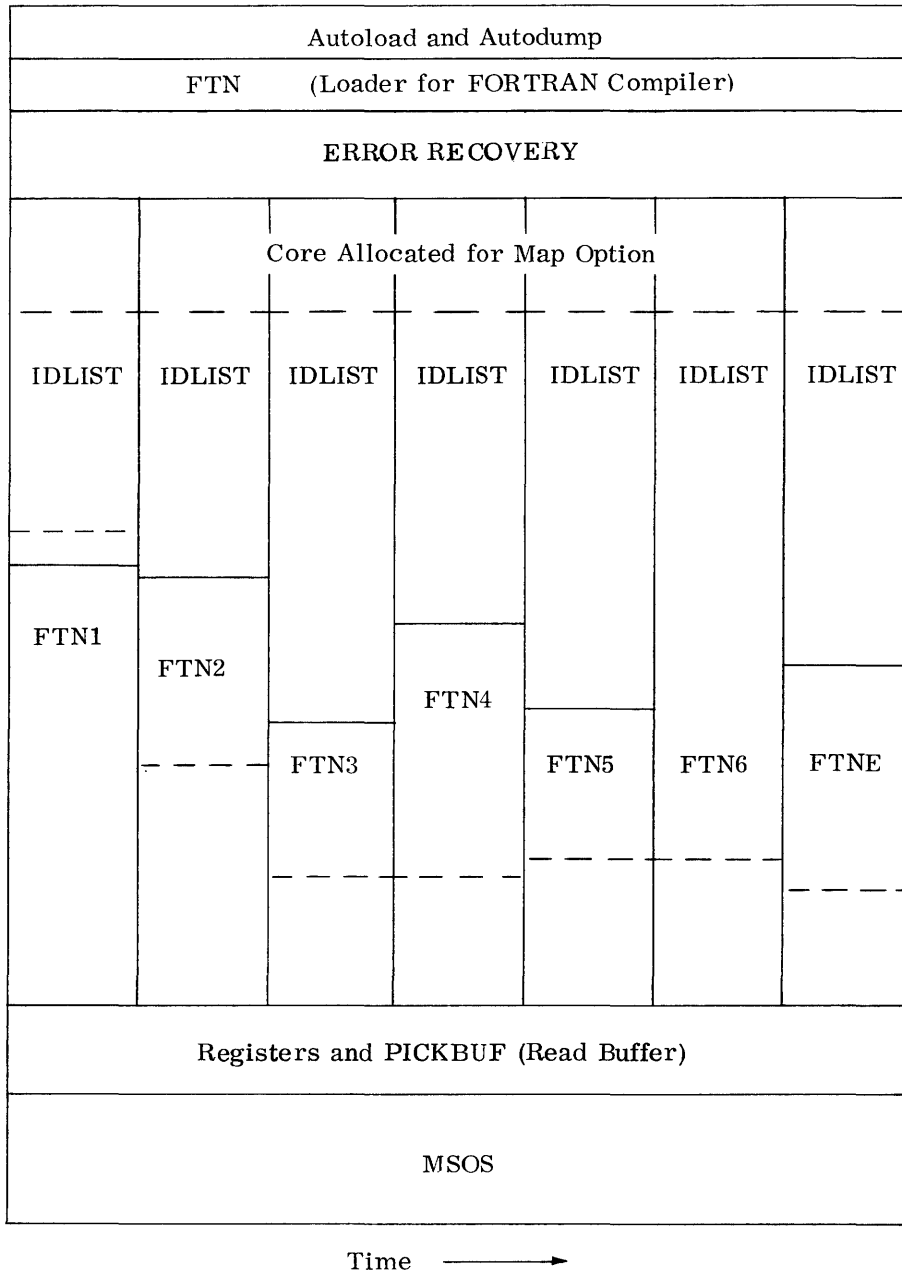 Autoload and Autodump
FTN (Loader for FORTRAN Compiler)
ERROR RECOVERY
Core Allocated for Map Option
IDLIST IDLIST IDLIST IDLIST IDLIST IDLIST IDLIST
FTN1
FTN2
FTN4
FTN3 FTN5 FTN6 FTNE
Registers and PICKBUF (Read Buffer)
MSOS
Time